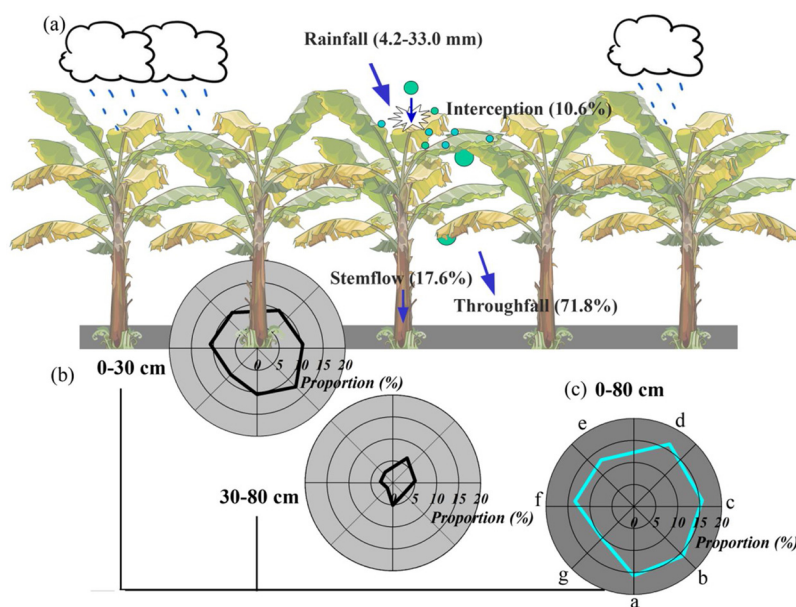 (a)
Rainfall (4.2-33.0 mm)
Interception (10.6%)
Stemflow (17.6%)
Throughfall (71.8%)
(b)
0-30 cm
0 5 10 15 20
Proportion (%)
30-80 cm
0 5 10 15 20
Proportion (%)
(c) 0-80 cm
e d
f c
0 5 10 15 20
Proportion (%)
g b
a